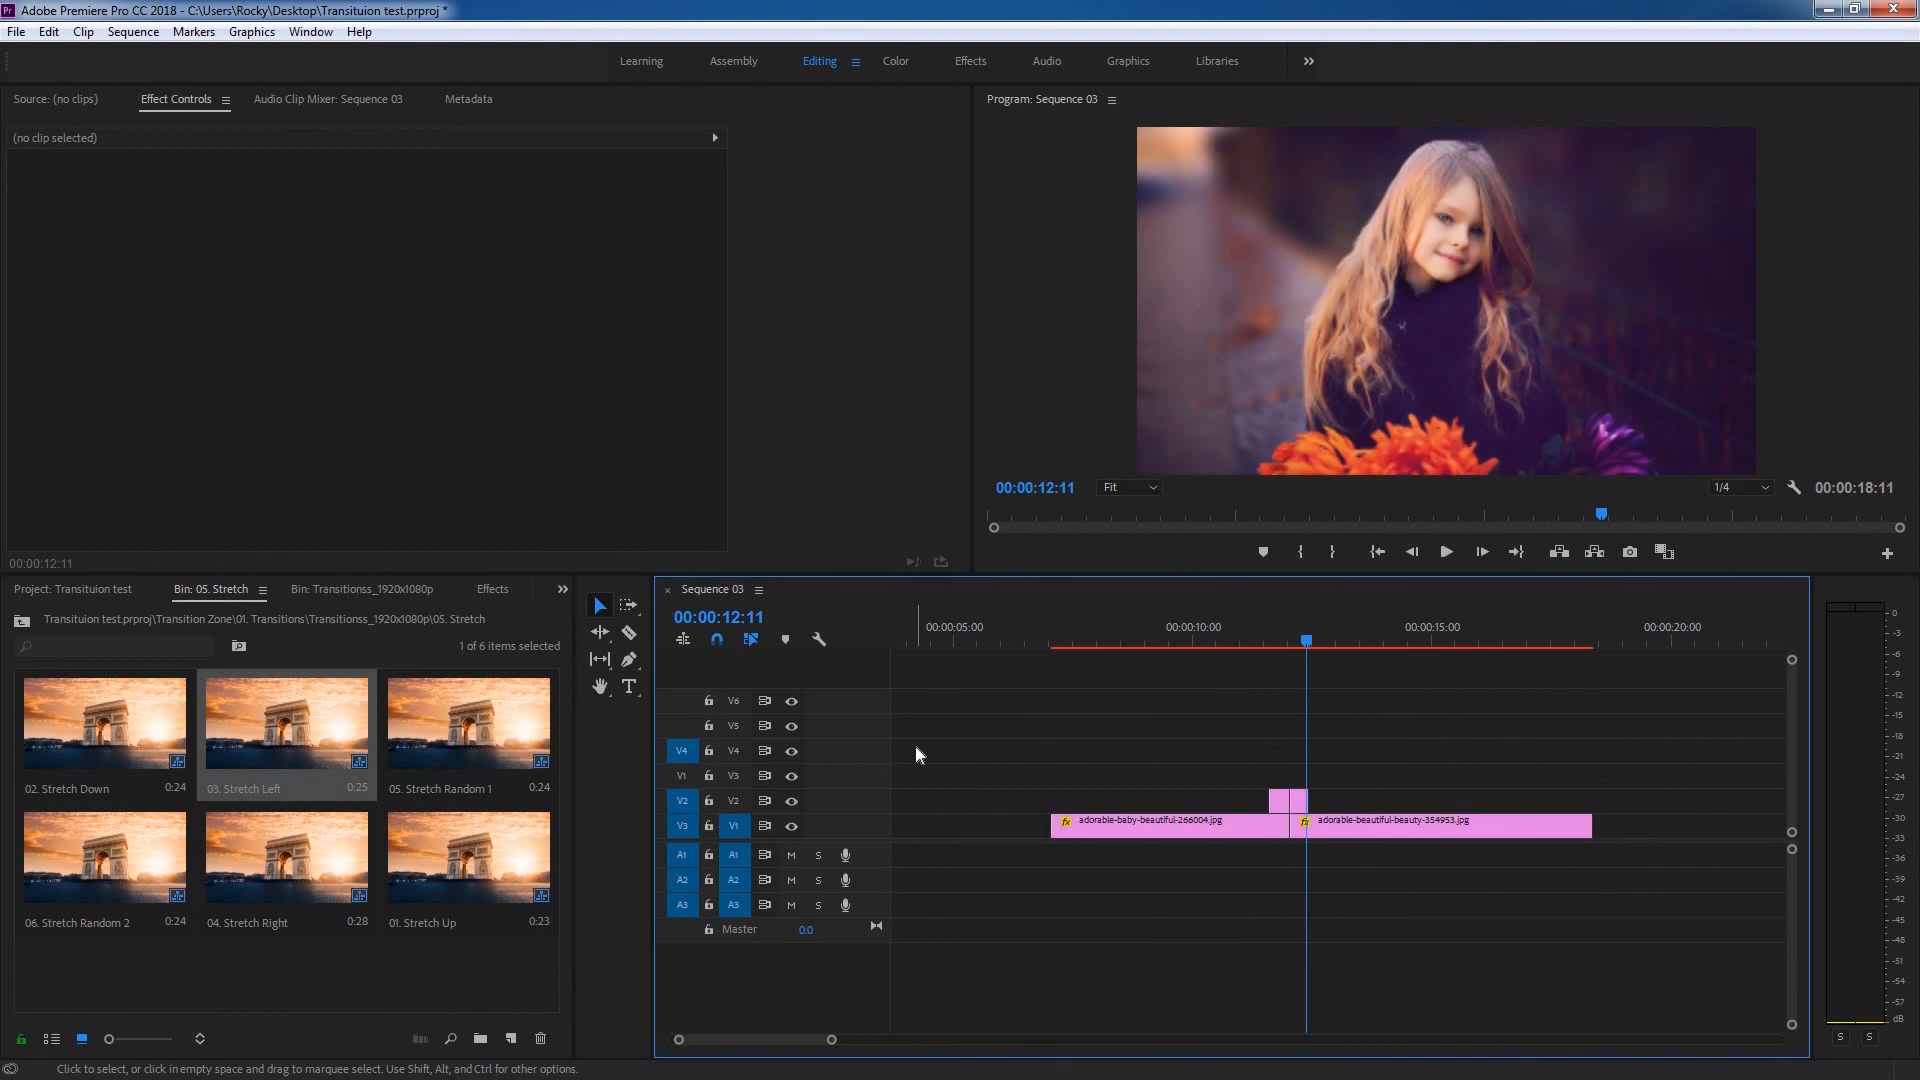 Adobe Premiere Pro CC 2018 - C:\Users\Rocky\Desktop\Transituion test.prproj *
File Edit Clip Sequence Markers Graphics Window Help
Learning Assembly Editing Color Effects Audio Graphics Libraries
Source: (no clips) Effect Controls Audio Clip Mixer: Sequence 03 Metadata
Program: Sequence 03
(no clip selected)
00:00:12:11 Fit 1/4 00:00:18:11
00:00:12:11
Project: Transituion test Bin: 05. Stretch Bin: Transitionss_1920x1080p Effects
Transituion test.prproj\Transition Zone\01. Transitions\Transitionss_1920x1080p\05. Stretch
1 of 6 items selected
02. Stretch Down 0:24
03. Stretch Left 0:25
05. Stretch Random 1 0:24
06. Stretch Random 2 0:24
04. Stretch Right 0:28
01. Stretch Up 0:23
Sequence 03
00:00:12:11
00:00:05:00 00:00:10:00 00:00:15:00 00:00:20:00
V6
V5
V4 V4
V1 V3
V2 V2
V3 V1
fx adorable-baby-beautiful-266004.jpg
fx adorable-beautiful-beauty-354953.jpg
A1 A1 M S
A2 A2 M S
A3 A3 M S
Master 0.0
0
-3
-6
-9
-12
-15
-18
-21
-24
-27
-30
-33
-36
-39
-42
-45
-48
-51
-54
-57
dB
S S
Click to select, or click in empty space and drag to marquee select. Use Shift, Alt, and Ctrl for other options.